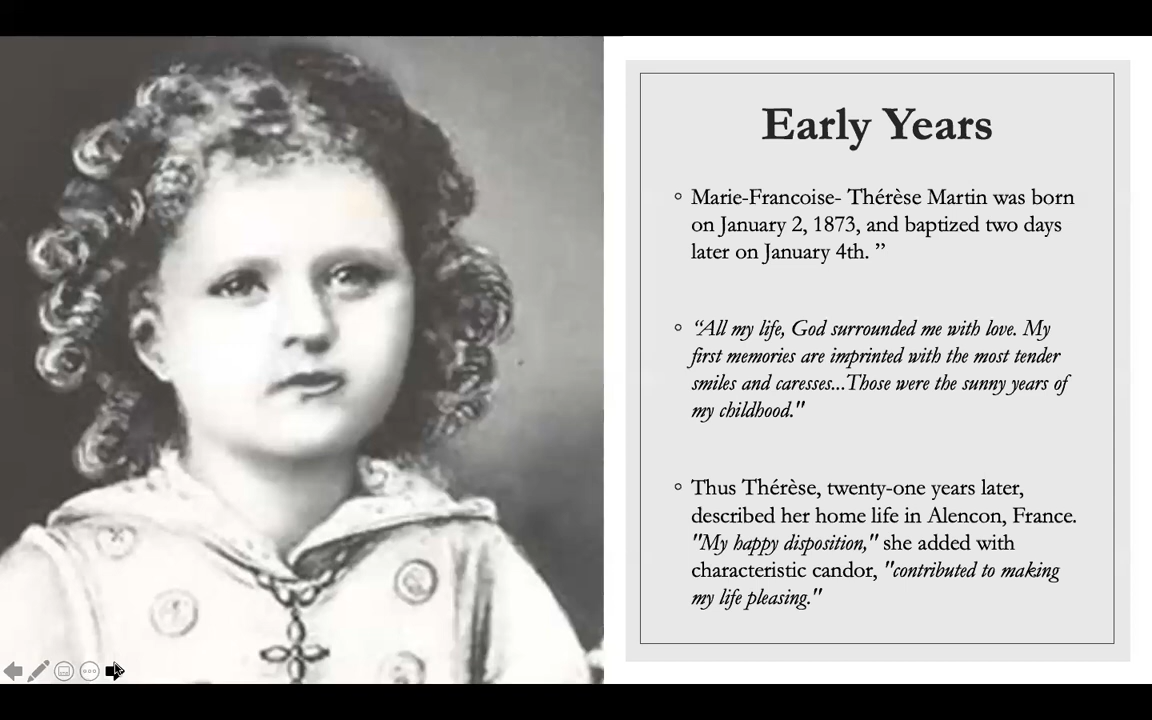 Early Years
Marie-Francoise- Thérèse Martin was born
on January 2, 1873, and baptized two days
later on January 4th. ”
“All my life, God surrounded me with love. My
first memories are imprinted with the most tender
smiles and caresses...Those were the sunny years of
my childhood."
Thus Thérèse, twenty-one years later,
described her home life in Alencon, France.
"My happy disposition," she added with
characteristic candor, "contributed to making
my life pleasing."